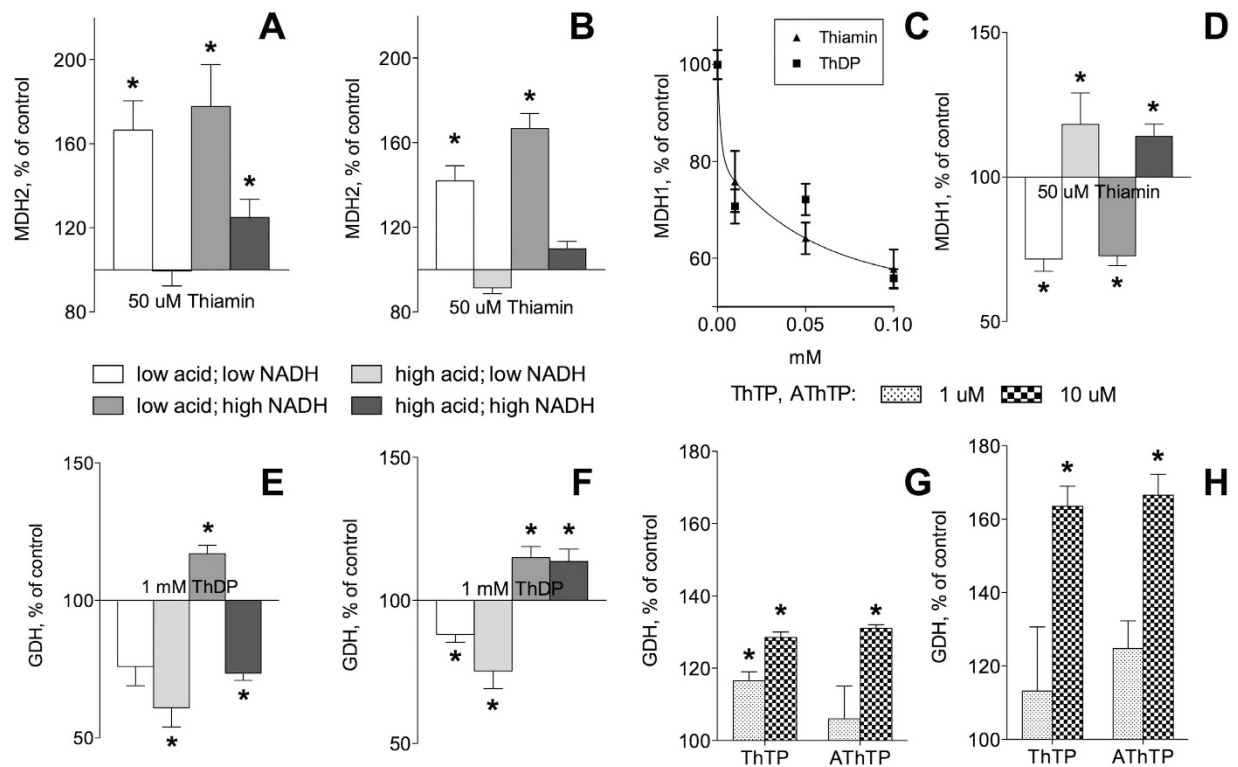 A
MDH2, % of control
200
160
120
80
*
*
*
50 uM Thiamin
B
MDH2, % of control
200
160
120
80
*
*
50 uM Thiamin
C
MDH1, % of control
100
80
60
Thiamin
ThDP
0.00
0.05
0.10
mM
D
MDH1, % of control
150
100
50
*
*
50 uM Thiamin
*
*
low acid; low NADH
high acid; low NADH
low acid; high NADH
high acid; high NADH
ThTP, AThTP:
1 uM
10 uM
E
GDH, % of control
150
100
50
*
1 mM ThDP
*
*
F
GDH, % of control
150
100
50
*
*
1 mM ThDP
*
*
G
GDH, % of control
180
160
140
120
100
*
*
*
ThTP
AThTP
H
GDH, % of control
180
160
140
120
100
*
*
ThTP
AThTP